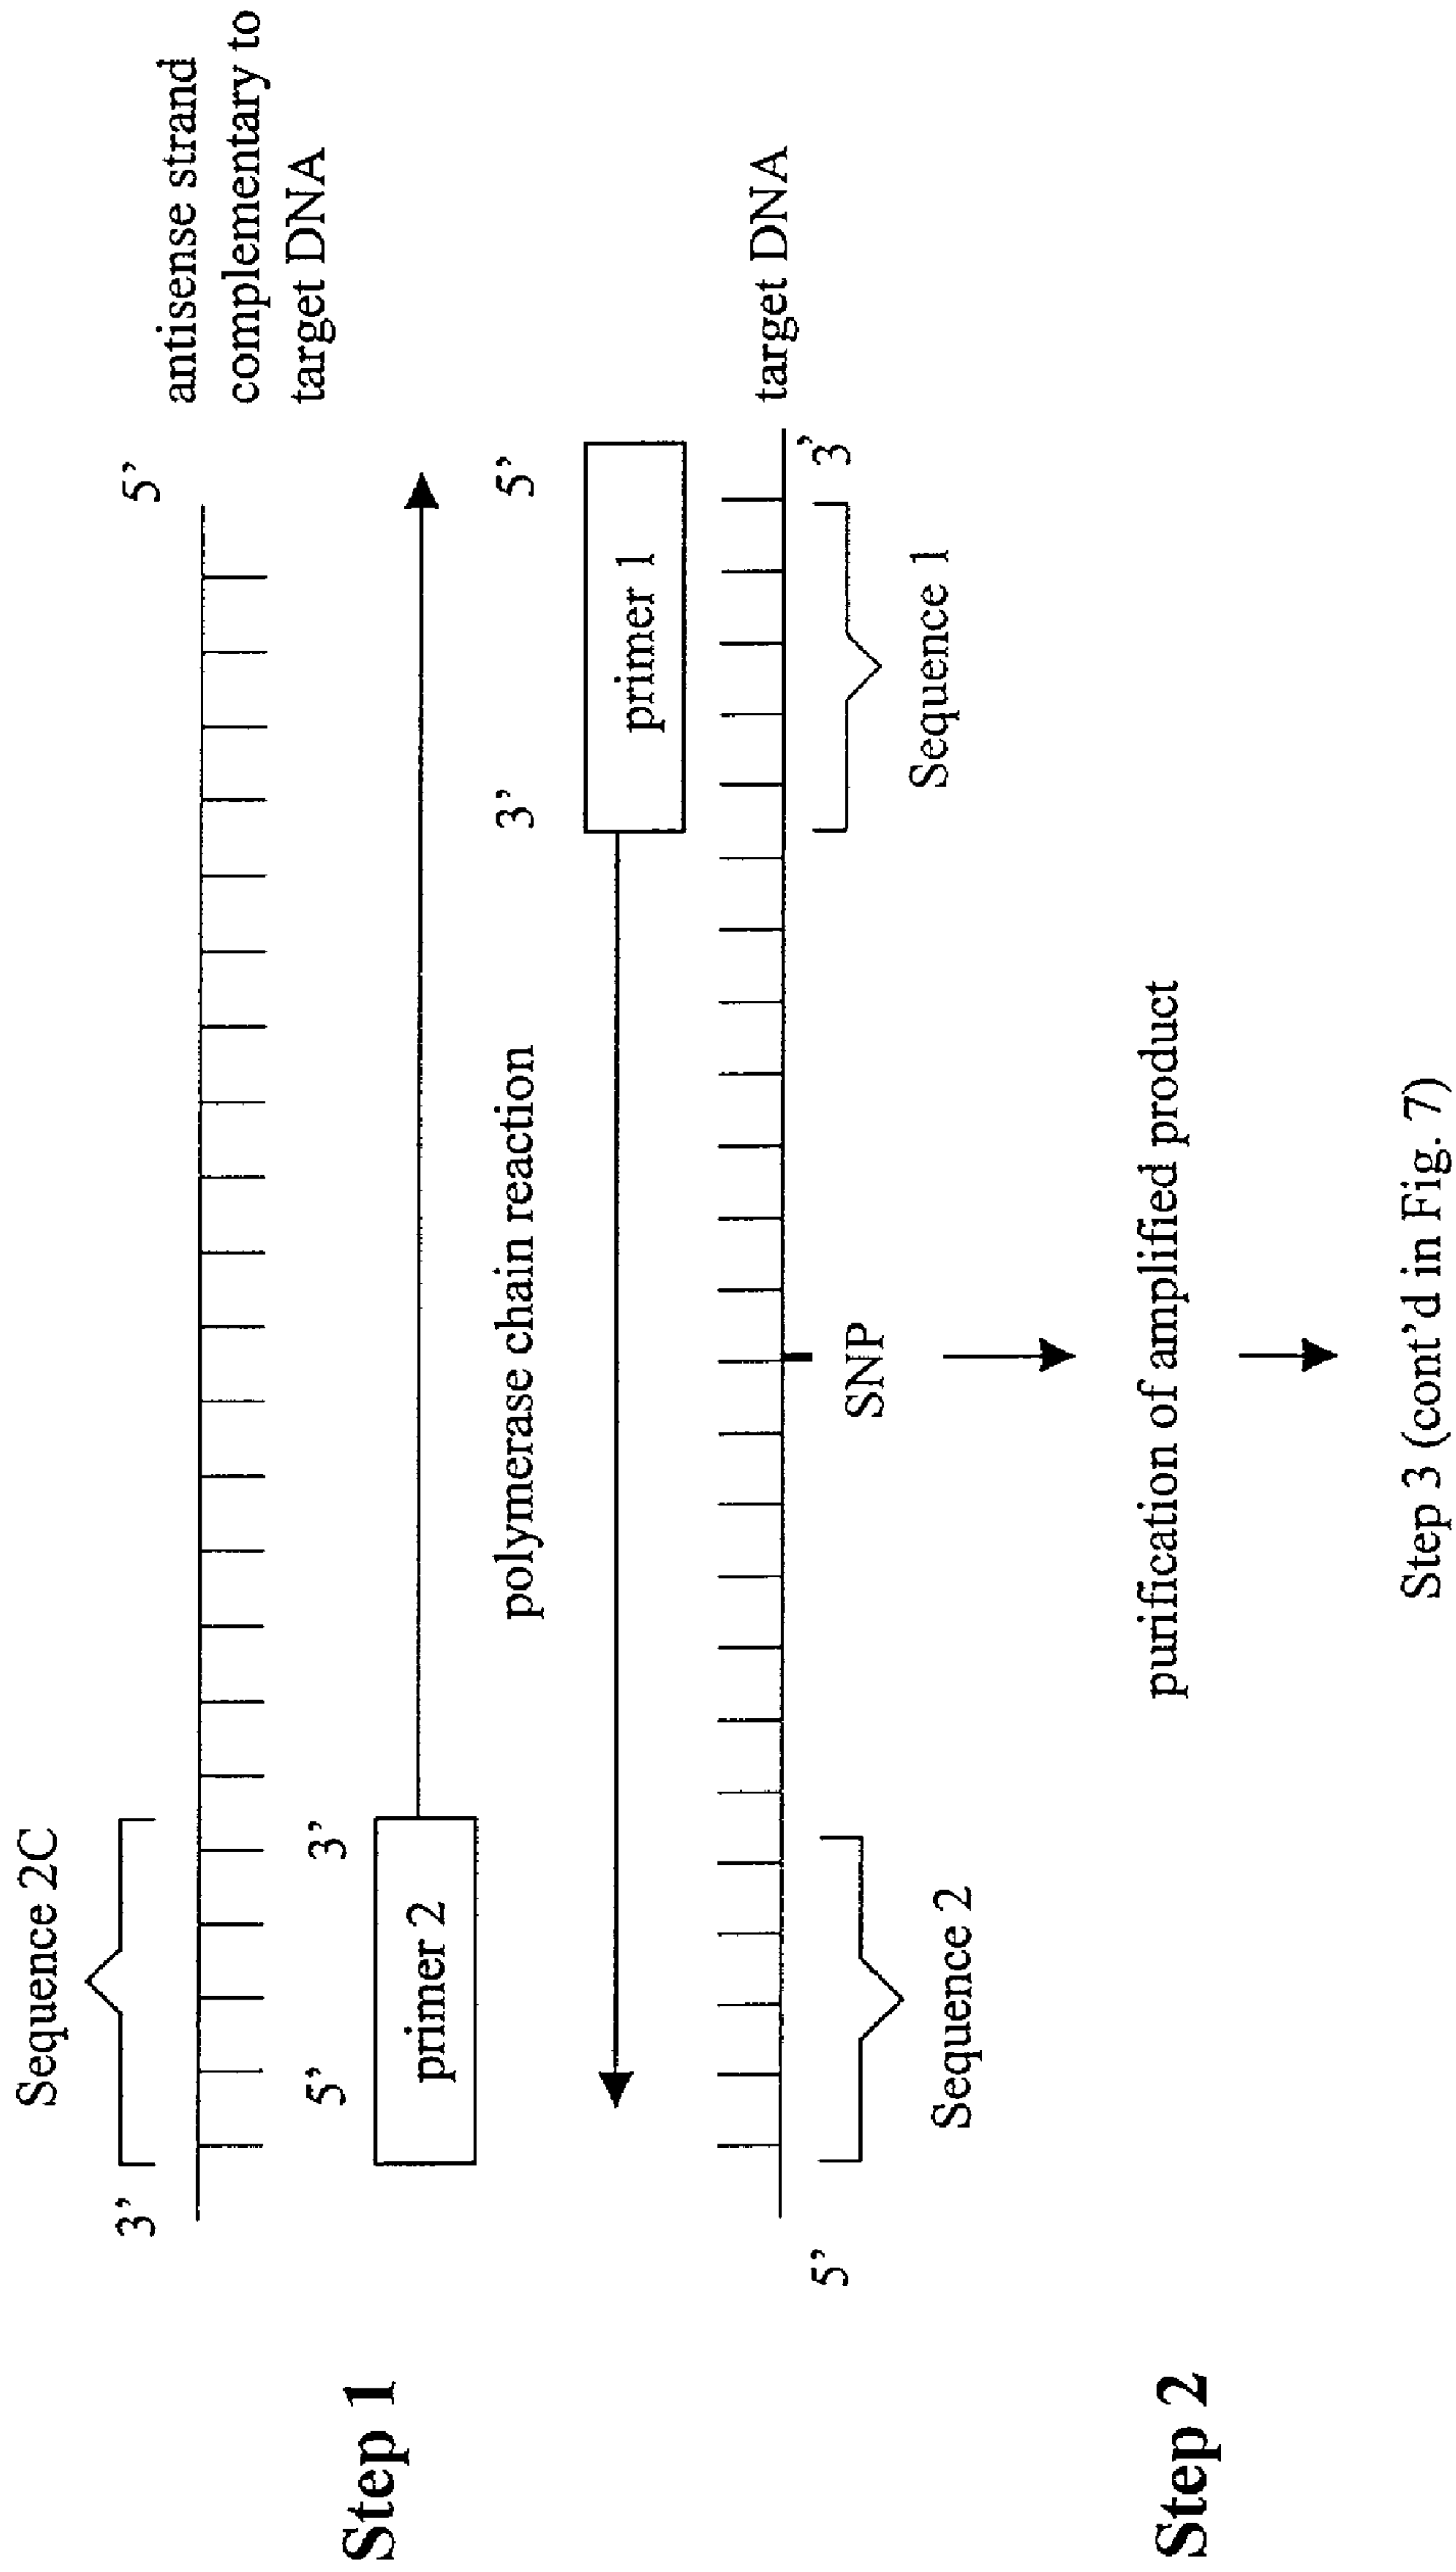 Sequence 2C
3’
5’
antisense strand
complementary to
target DNA
Step 1
5’
3’
primer 2
polymerase chain reaction
3’
5’
primer 1
target DNA
5’
3’
Sequence 2
SNP
Sequence 1
Step 2
purification of amplified product
Step 3 (cont’d in Fig. 7)